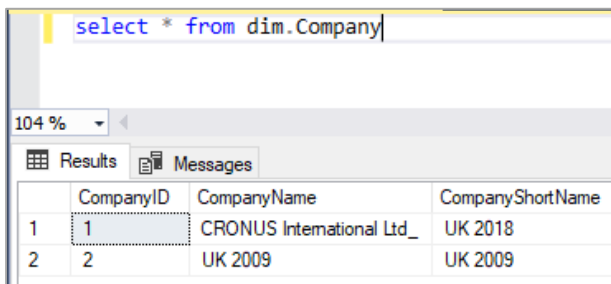 select * from dim.Company
104 %
Results Messages
CompanyID CompanyName CompanyShortName
1 1 CRONUS International Ltd_ UK 2018
2 2 UK 2009 UK 2009